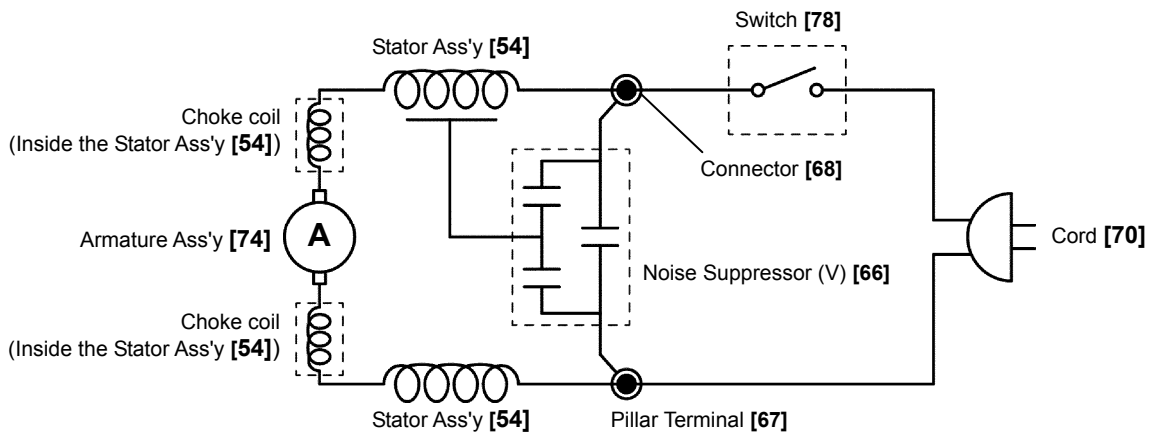 Switch [78]
Stator Ass'y [54]
Choke coil
(Inside the Stator Ass'y [54])
Connector [68]
A
Armature Ass'y [74]
Cord [70]
Noise Suppressor (V) [66]
Choke coil
(Inside the Stator Ass'y [54])
Stator Ass'y [54]
Pillar Terminal [67]